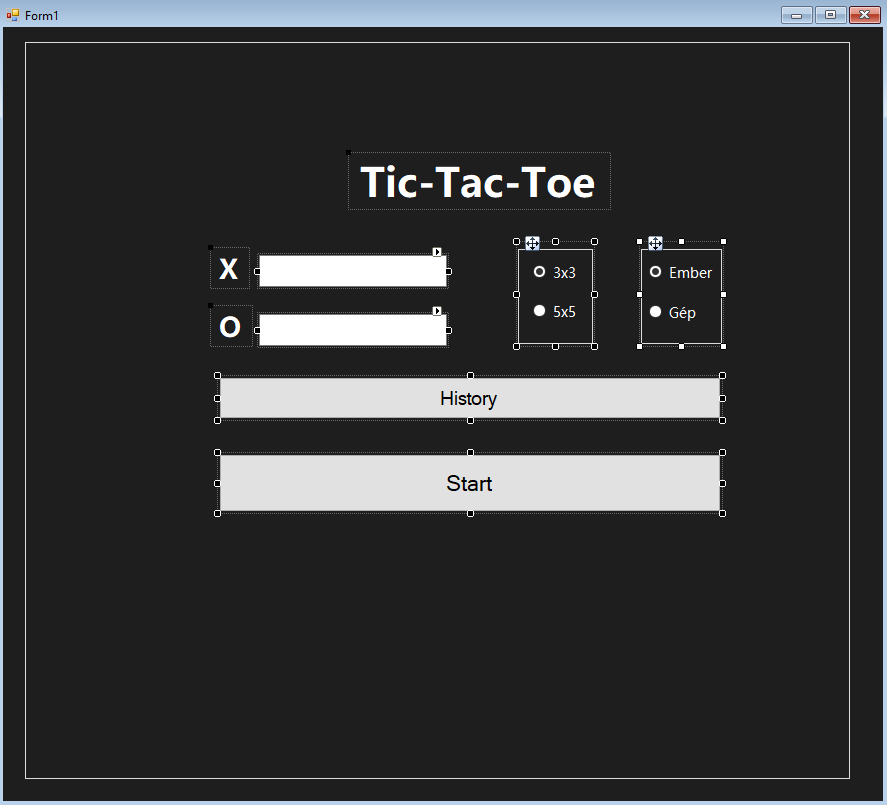 Form1
Tic-Tac-Toe
X
O
3x3
5x5
Ember
Gép
History
Start